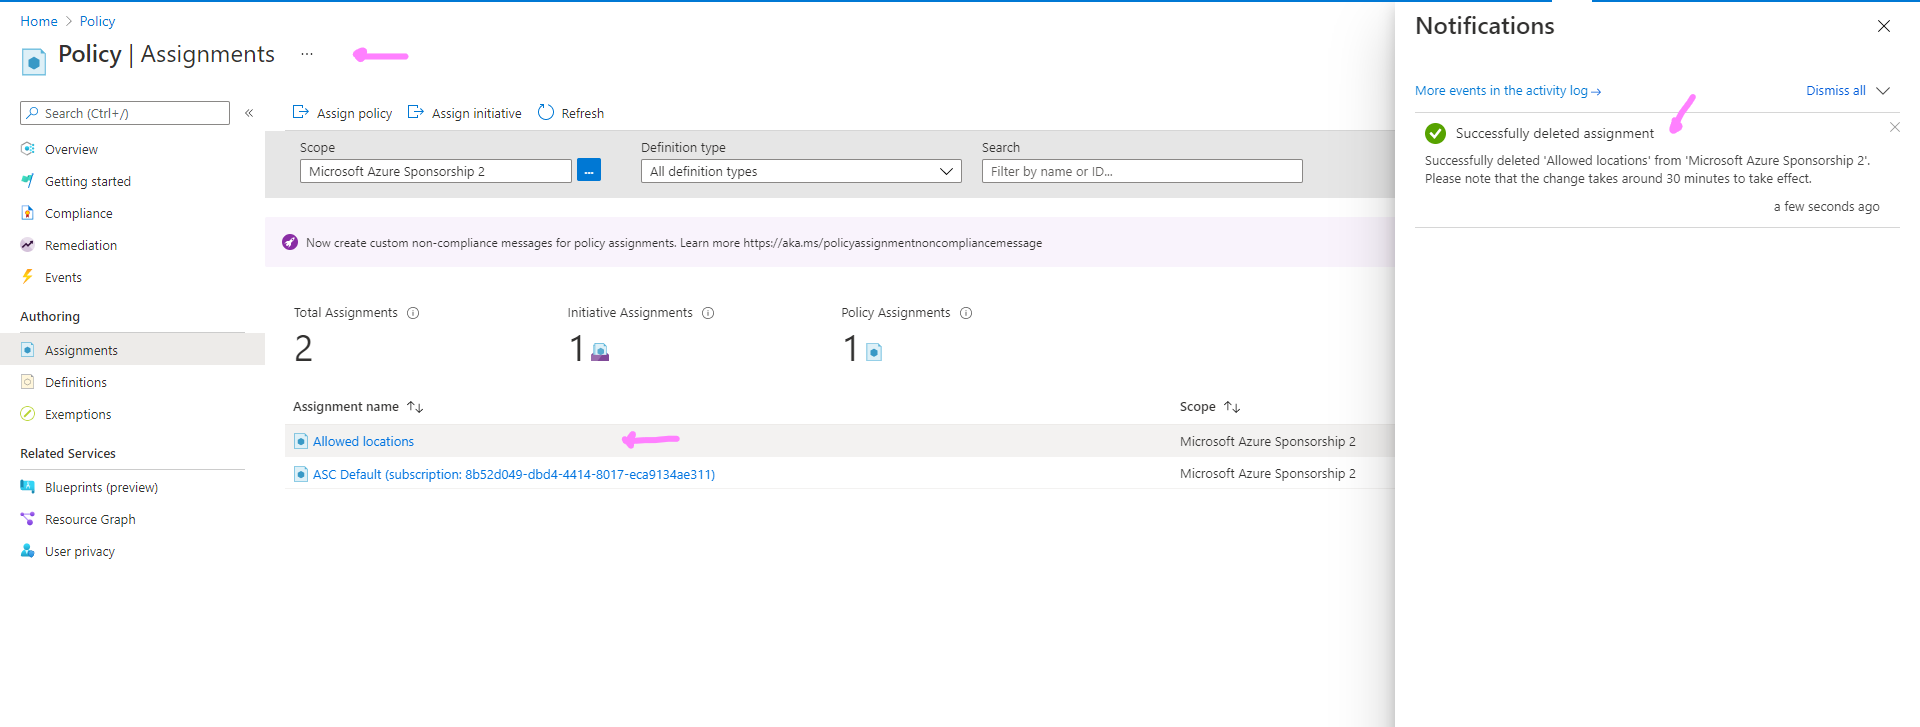 Home > Policy
Policy | Assignments ...
Search (Ctrl+/)
«
Overview
Getting started
Compliance
Remediation
Events
Authoring
Assignments
Definitions
Exemptions
Related Services
Blueprints (preview)
Resource Graph
User privacy
Assign policy Assign initiative Refresh
Scope Definition type Search
Microsoft Azure Sponsorship 2 ... All definition types Filter by name or ID...
Now create custom non-compliance messages for policy assignments. Learn more https://aka.ms/policyassignmentnoncompliancemessage
Total Assignments Initiative Assignments Policy Assignments
2 1 1
Assignment name ↑↓ Scope ↑↓
Allowed locations Microsoft Azure Sponsorship 2
ASC Default (subscription: 8b52d049-dbd4-4414-8017-eca9134ae311) Microsoft Azure Sponsorship 2
Notifications
More events in the activity log → Dismiss all
Successfully deleted assignment
Successfully deleted 'Allowed locations' from 'Microsoft Azure Sponsorship 2'.
Please note that the change takes around 30 minutes to take effect.
a few seconds ago